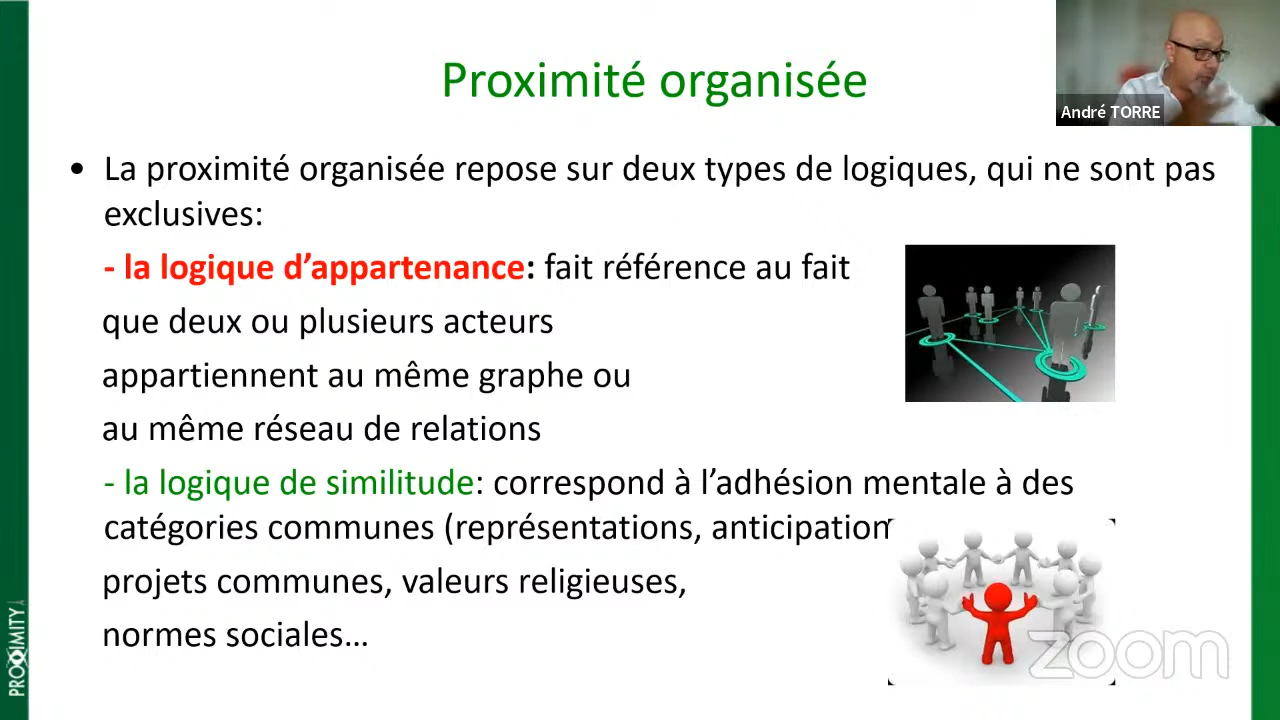 Proximité organisée
André TORRE
• La proximité organisée repose sur deux types de logiques, qui ne sont pas
exclusives:
- la logique d’appartenance: fait référence au fait
que deux ou plusieurs acteurs
appartiennent au même graphe ou
au même réseau de relations
- la logique de similitude: correspond à l’adhésion mentale à des
catégories communes (représentations, anticipation
projets communes, valeurs religieuses,
normes sociales…
zoom
PROXIMITY